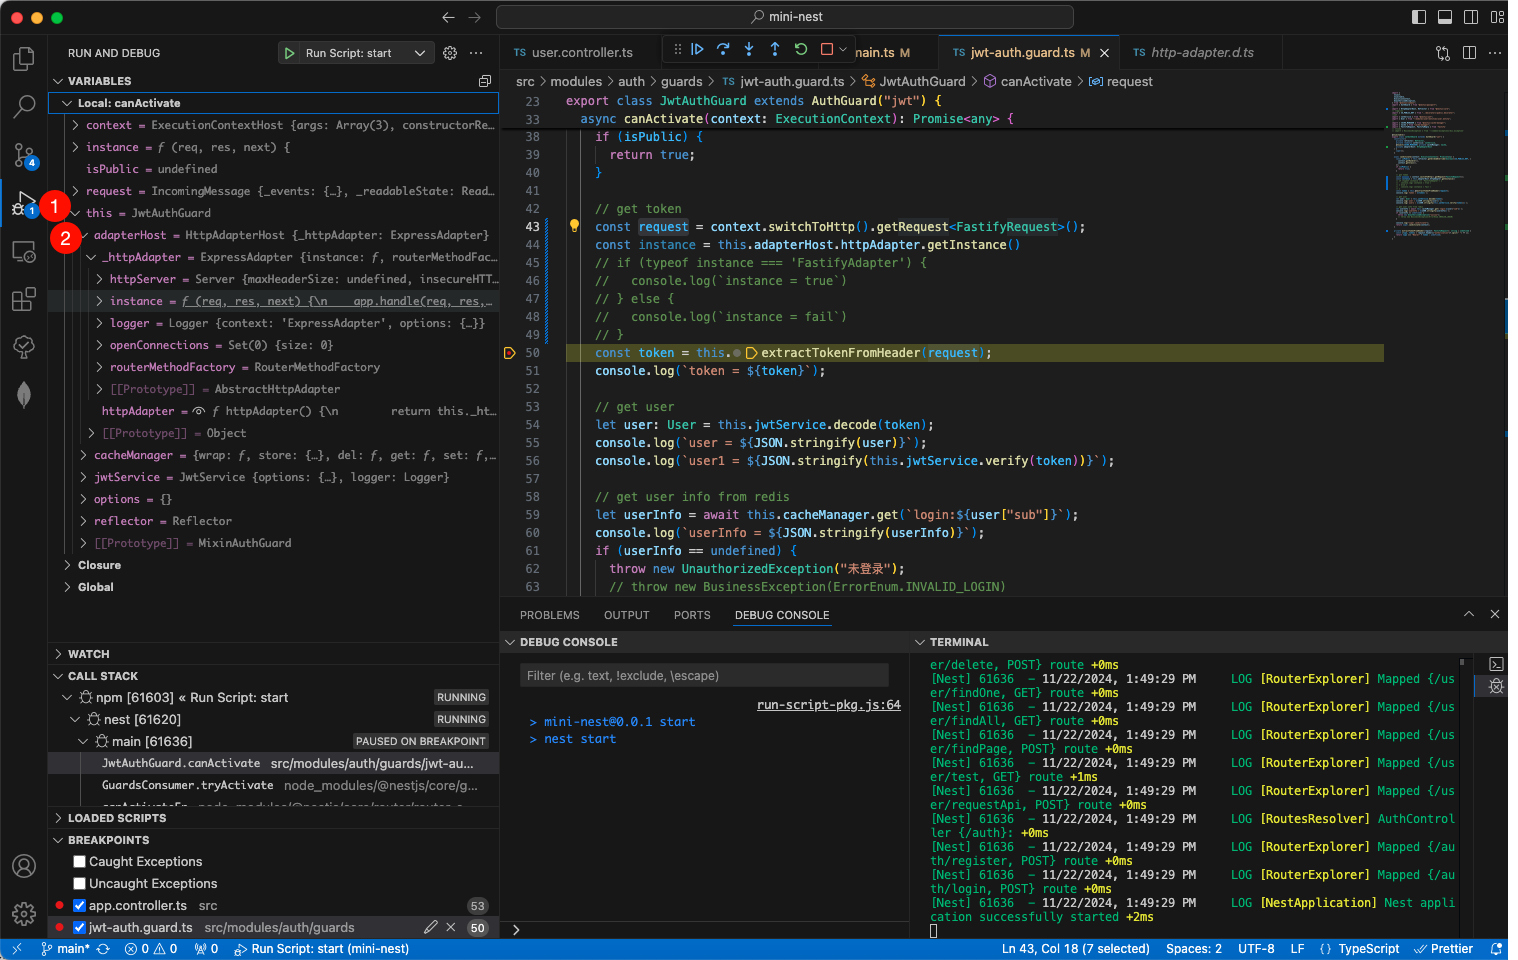 mini-nest
RUN AND DEBUG
Run Script: start
VARIABLES
Local: canActivate
context = ExecutionContextHost {args: Array(3), constructorRe…
instance = ƒ (req, res, next) {
isPublic = undefined
request = IncomingMessage {_events: {…}, _readableState: Read…
this = JwtAuthGuard
adapterHost = HttpAdapterHost {_httpAdapter: ExpressAdapter}
_httpAdapter = ExpressAdapter {instance: ƒ, routerMethodFac…
httpServer = Server {maxHeaderSize: undefined, insecureHTT…
instance = ƒ (req, res, next) {\n    app.handle(req, res,…
logger = Logger {context: 'ExpressAdapter', options: {…}}
openConnections = Set(0) {size: 0}
routerMethodFactory = RouterMethodFactory
[[Prototype]] = AbstractHttpAdapter
httpAdapter = ƒ httpAdapter() {\n        return this._ht…
[[Prototype]] = Object
cacheManager = {wrap: ƒ, store: {…}, del: ƒ, get: ƒ, set: ƒ,…
jwtService = JwtService {options: {…}, logger: Logger}
options = {}
reflector = Reflector
[[Prototype]] = MixinAuthGuard
Closure
Global
4
1
1
2
WATCH
CALL STACK
npm [61603] « Run Script: start RUNNING
nest [61620] RUNNING
main [61636] PAUSED ON BREAKPOINT
JwtAuthGuard.canActivate src/modules/auth/guards/jwt-au...
GuardsConsumer.tryActivate node_modules/@nestjs/core/g...
LOADED SCRIPTS
BREAKPOINTS
Caught Exceptions
Uncaught Exceptions
app.controller.ts src 53
jwt-auth.guard.ts src/modules/auth/guards 50
TS user.controller.ts
main.ts M
TS jwt-auth.guard.ts M
TS http-adapter.d.ts
src > modules > auth > guards > TS jwt-auth.guard.ts > JwtAuthGuard > canActivate > request
23 export class JwtAuthGuard extends AuthGuard("jwt") {
33 async canActivate(context: ExecutionContext): Promise<any> {
38 if (isPublic) {
39 return true;
40 }
41
42 // get token
43 const request = context.switchToHttp().getRequest<FastifyRequest>();
44 const instance = this.adapterHost.httpAdapter.getInstance()
45 // if (typeof instance === 'FastifyAdapter') {
46 //   console.log(`instance = true`)
47 // } else {
48 //   console.log(`instance = fail`)
49 // }
50 const token = this.extractTokenFromHeader(request);
51 console.log(`token = ${token}`);
52
53 // get user
54 let user: User = this.jwtService.decode(token);
55 console.log(`user = ${JSON.stringify(user)}`);
56 console.log(`user1 = ${JSON.stringify(this.jwtService.verify(token))}`);
57
58 // get user info from redis
59 let userInfo = await this.cacheManager.get(`login:${user["sub"]}`);
60 console.log(`userInfo = ${JSON.stringify(userInfo)}`);
61 if (userInfo == undefined) {
62 throw new UnauthorizedException("未登录");
63 // throw new BusinessException(ErrorEnum.INVALID_LOGIN)
PROBLEMS OUTPUT PORTS DEBUG CONSOLE
DEBUG CONSOLE
Filter (e.g. text, !exclude, \escape)
run-script-pkg.js:64
> mini-nest@0.0.1 start
> nest start
TERMINAL
er/delete, POST} route +0ms
[Nest] 61636  - 11/22/2024, 1:49:29 PM     LOG [RouterExplorer] Mapped {/us
er/findOne, GET} route +0ms
[Nest] 61636  - 11/22/2024, 1:49:29 PM     LOG [RouterExplorer] Mapped {/us
er/findAll, GET} route +0ms
[Nest] 61636  - 11/22/2024, 1:49:29 PM     LOG [RouterExplorer] Mapped {/us
er/findPage, POST} route +0ms
[Nest] 61636  - 11/22/2024, 1:49:29 PM     LOG [RouterExplorer] Mapped {/us
er/test, GET} route +1ms
[Nest] 61636  - 11/22/2024, 1:49:29 PM     LOG [RouterExplorer] Mapped {/us
er/requestApi, POST} route +0ms
[Nest] 61636  - 11/22/2024, 1:49:29 PM     LOG [RoutesResolver] AuthControl
ler {/auth}: +0ms
[Nest] 61636  - 11/22/2024, 1:49:29 PM     LOG [RouterExplorer] Mapped {/au
th/register, POST} route +0ms
[Nest] 61636  - 11/22/2024, 1:49:29 PM     LOG [RouterExplorer] Mapped {/au
th/login, POST} route +0ms
[Nest] 61636  - 11/22/2024, 1:49:29 PM     LOG [NestApplication] Nest appli
cation successfully started +2ms
main* 0 0 0 Run Script: start (mini-nest)
Ln 43, Col 18 (7 selected) Spaces: 2 UTF-8 LF {} TypeScript Prettier